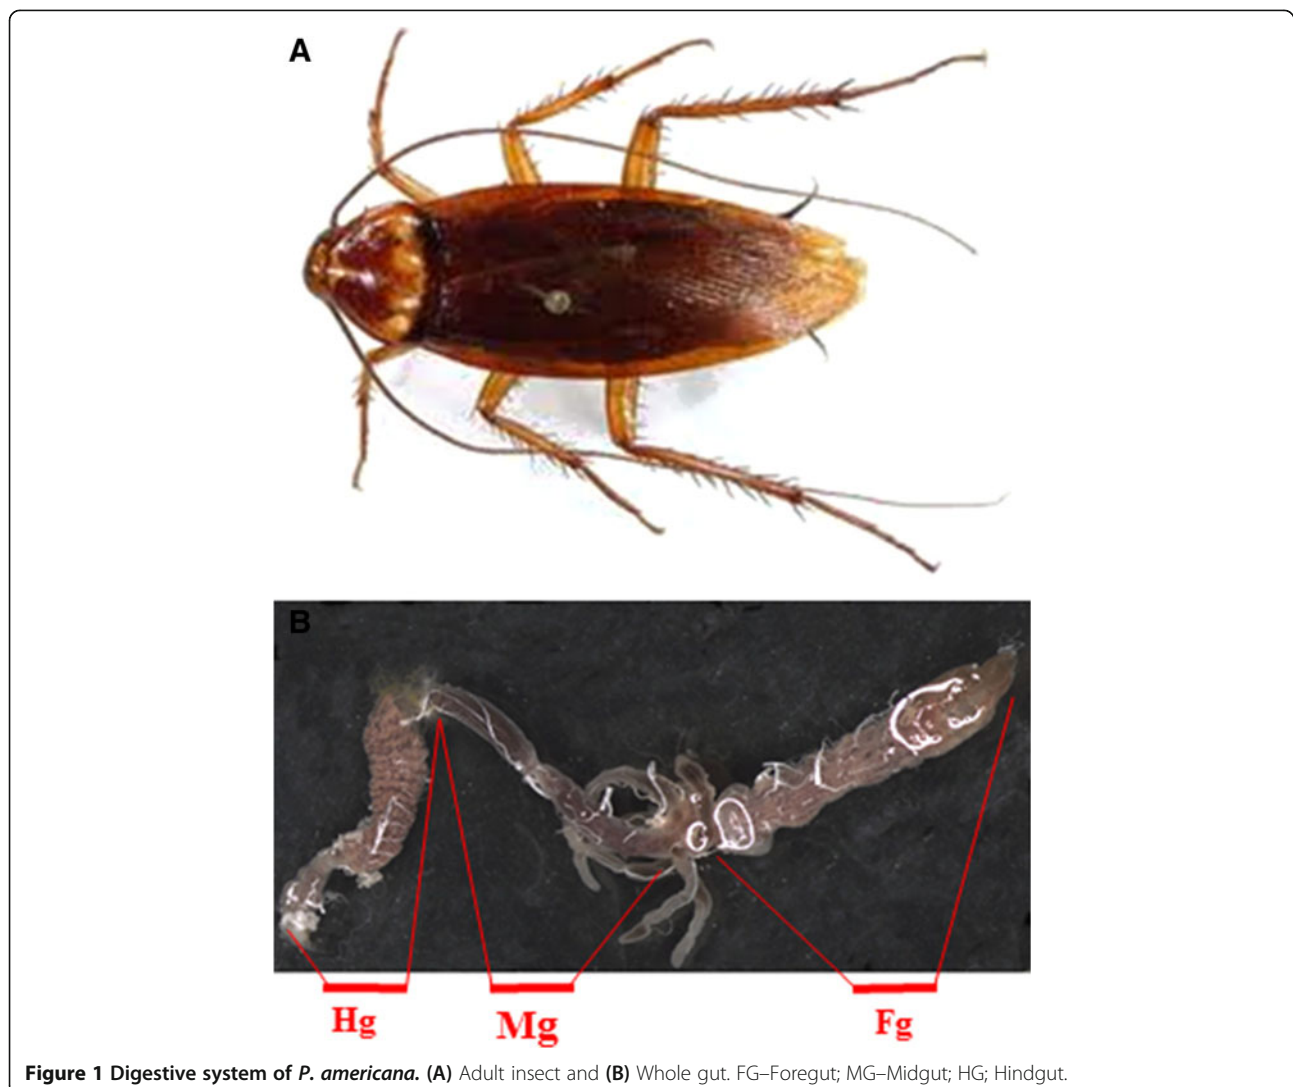 A
B
Hg
Mg
Fg
Figure 1 Digestive system of P. americana. (A) Adult insect and (B) Whole gut. FG–Foregut; MG–Midgut; HG; Hindgut.